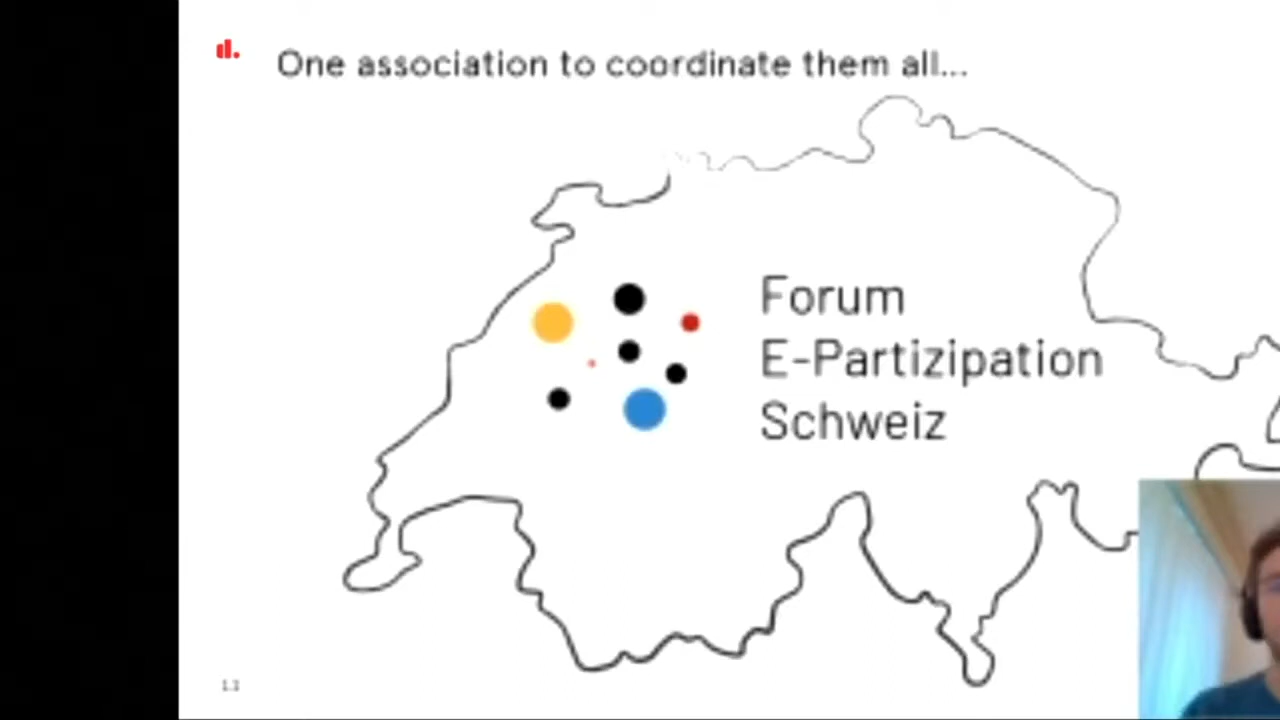 One association to coordinate them all...
Forum
E-Partizipation
Schweiz